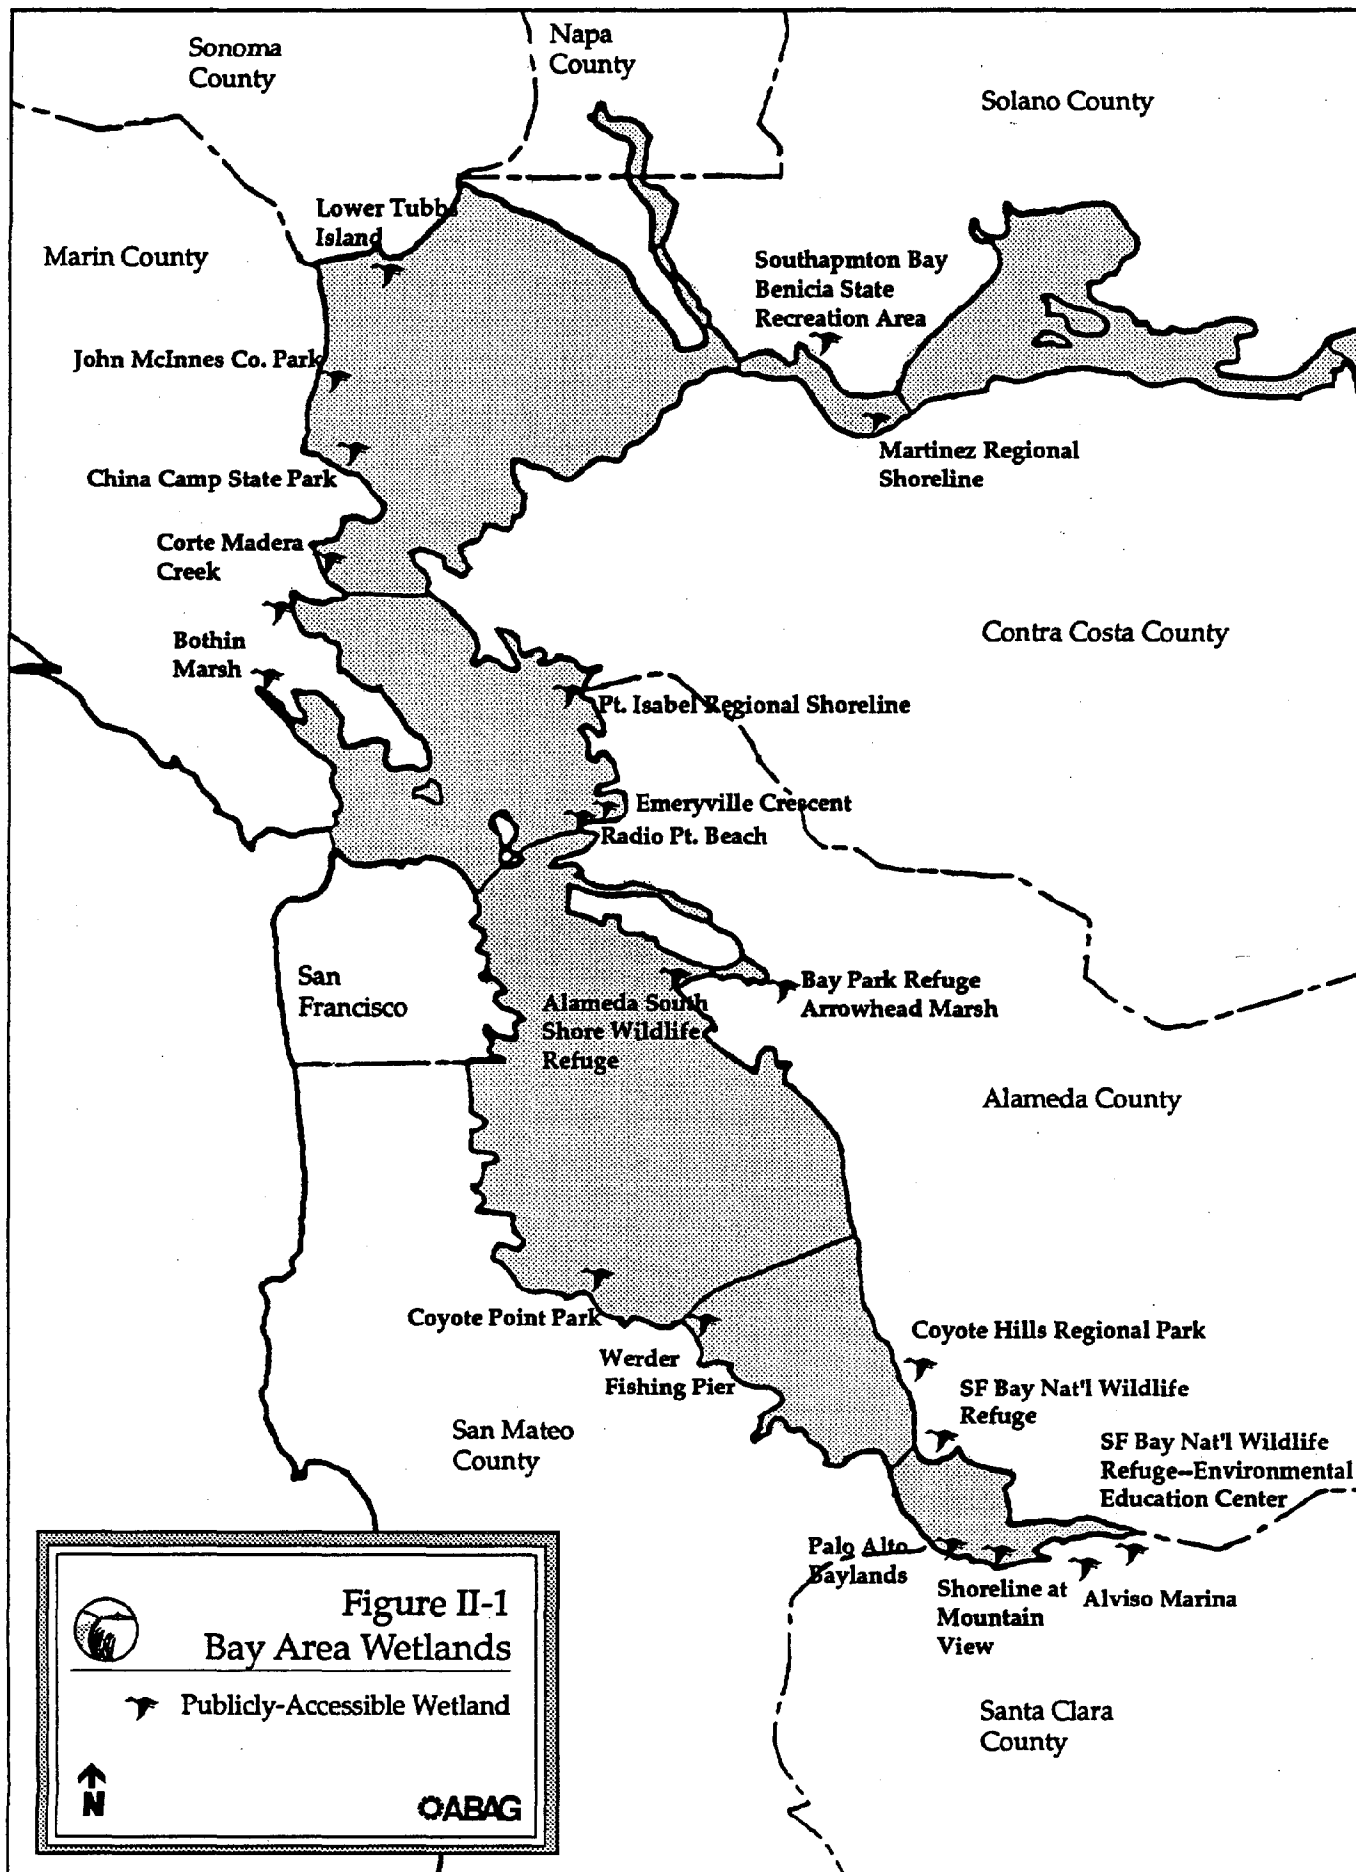 Sonoma
County
Napa
County
Solano County
Lower Tubbs
Island
Marin County
Southapmton Bay
Benicia State
Recreation Area
John McInnes Co. Park
Martinez Regional
Shoreline
China Camp State Park
Corte Madera
Creek
Contra Costa County
Bothin
Marsh
Pt. Isabel Regional Shoreline
Emeryville Crescent
Radio Pt. Beach
San
Francisco
Bay Park Refuge
Arrowhead Marsh
Alameda South
Shore Wildlife
Refuge
Alameda County
Coyote Point Park
Coyote Hills Regional Park
Werder
Fishing Pier
SF Bay Nat'l Wildlife
Refuge
San Mateo
County
SF Bay Nat'l Wildlife
Refuge--Environmental
Education Center
Palo Alto
Baylands
Shoreline at
Mountain
View
Alviso Marina
Santa Clara
County
Figure II-1
Bay Area Wetlands
Publicly-Accessible Wetland
N
ABAG